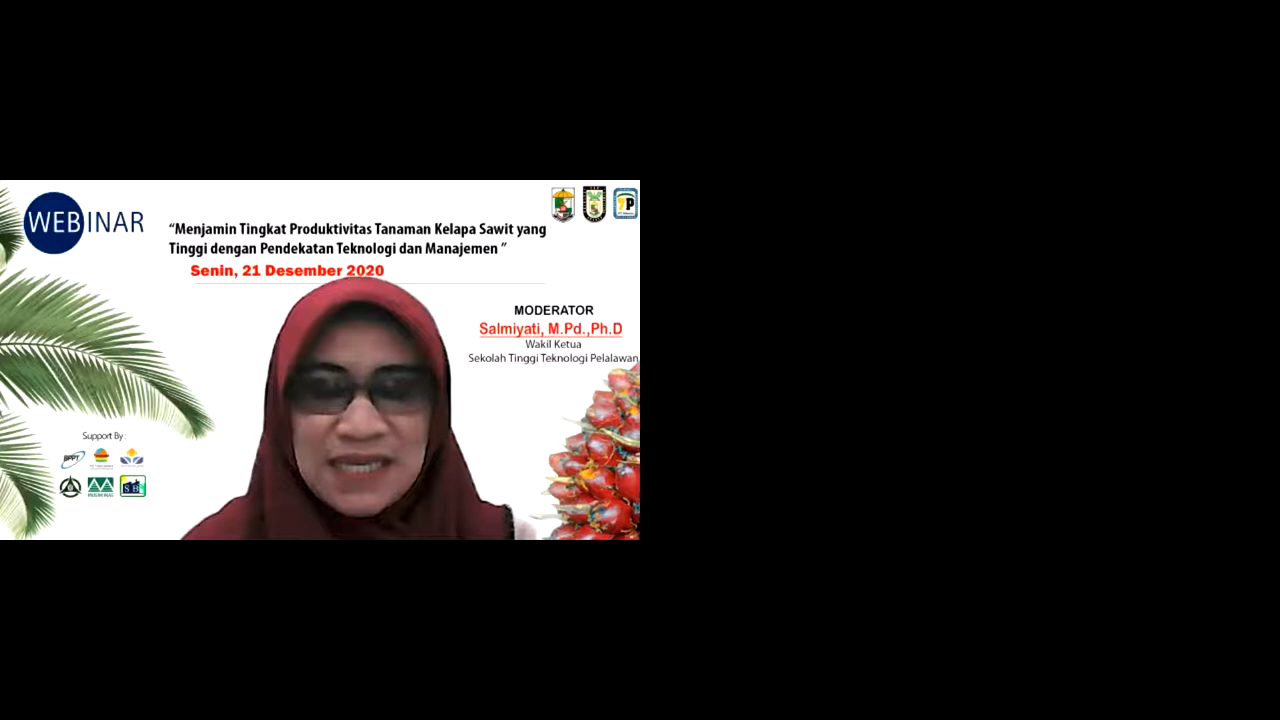 WEBINAR
“Menjamin Tingkat Produktivitas Tanaman Kelapa Sawit yang
Tinggi dengan Pendekatan Teknologi dan Manajemen ”
Senin, 21 Desember 2020
MODERATOR
Salmiyati, M.Pd.,Ph.D
Wakil Ketua
Sekolah Tinggi Teknologi Pelalawan
Support By :
BPPT